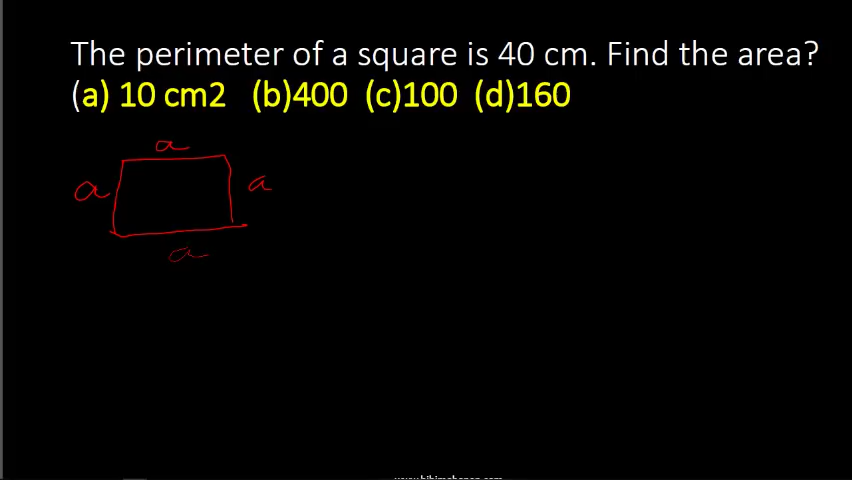 The perimeter of a square is 40 cm. Find the area?
(a) 10 cm2 (b)400 (c)100 (d)160
a
a
a
a